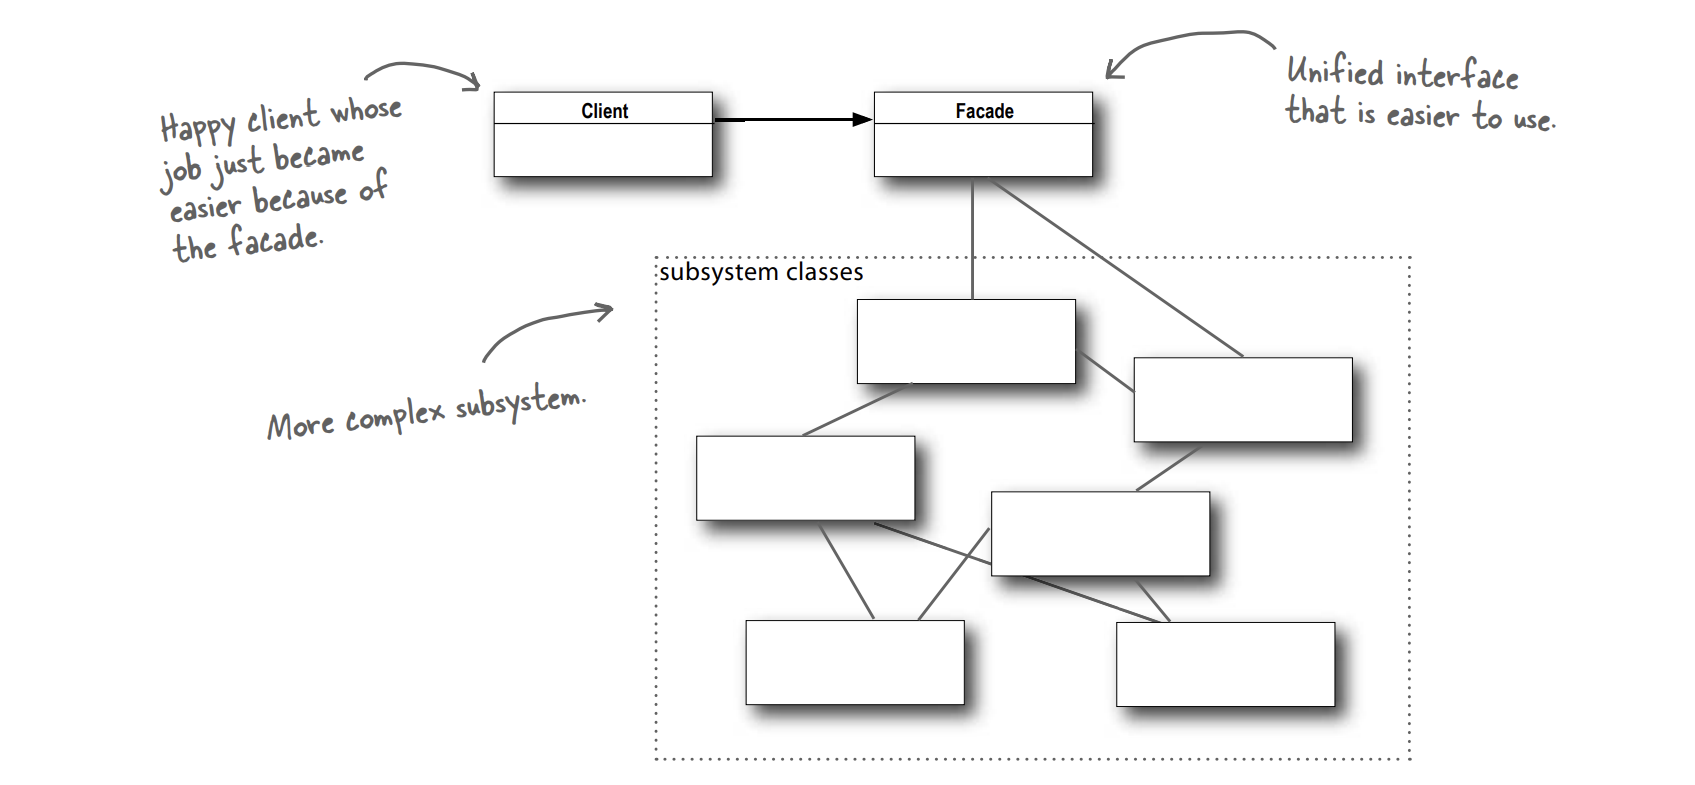 Unified interface
that is easier to use.
Happy client whose
job just became
easier because of
the facade.
Client
Facade
subsystem classes
More complex subsystem.